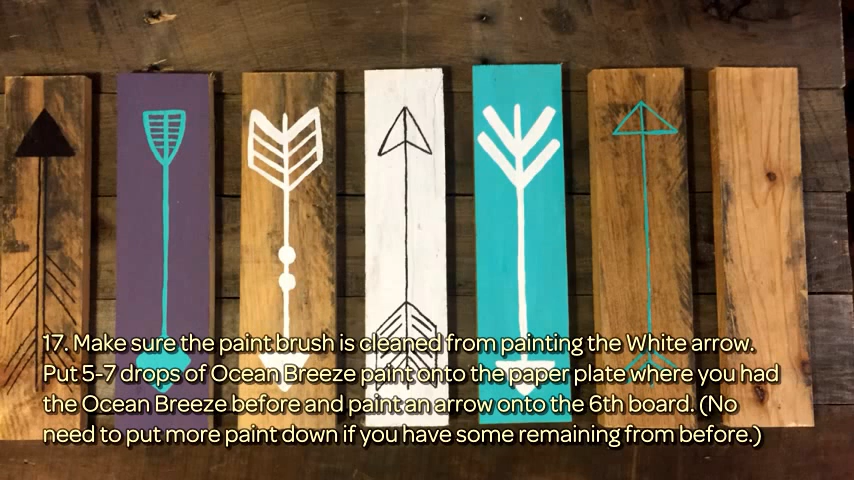 17. Make sure the paint brush is cleaned from painting the White arrow.
Put 5-7 drops of Ocean Breeze paint onto the paper plate where you had
the Ocean Breeze before and paint an arrow onto the 6th board. (No
need to put more paint down if you have some remaining from before.)